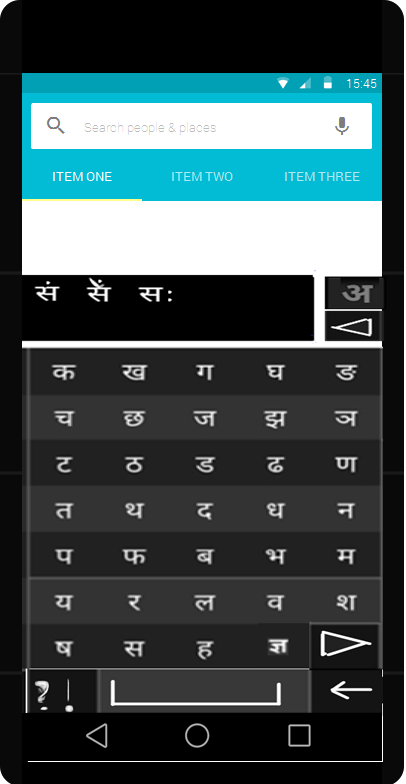 15:45
Search people & places
ITEM ONE ITEM TWO ITEM THREE
सं सँ सः
अ
क ख ग घ ङ
च छ ज झ ञ
ट ठ ड ढ ण
त थ द ध न
प फ ब भ म
य र ल व श
ष स ह ज्ञ
? !